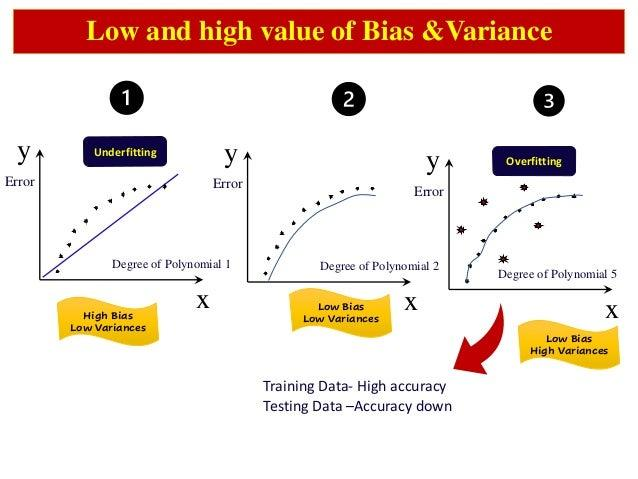 Low and high value of Bias &Variance
1
2
3
y
Underfitting
Error
Degree of Polynomial 1
x
High Bias
Low Variances
y
Error
Degree of Polynomial 2
x
Low Bias
Low Variances
y
Overfitting
Error
Degree of Polynomial 5
x
Low Bias
High Variances
Training Data- High accuracy
Testing Data –Accuracy down